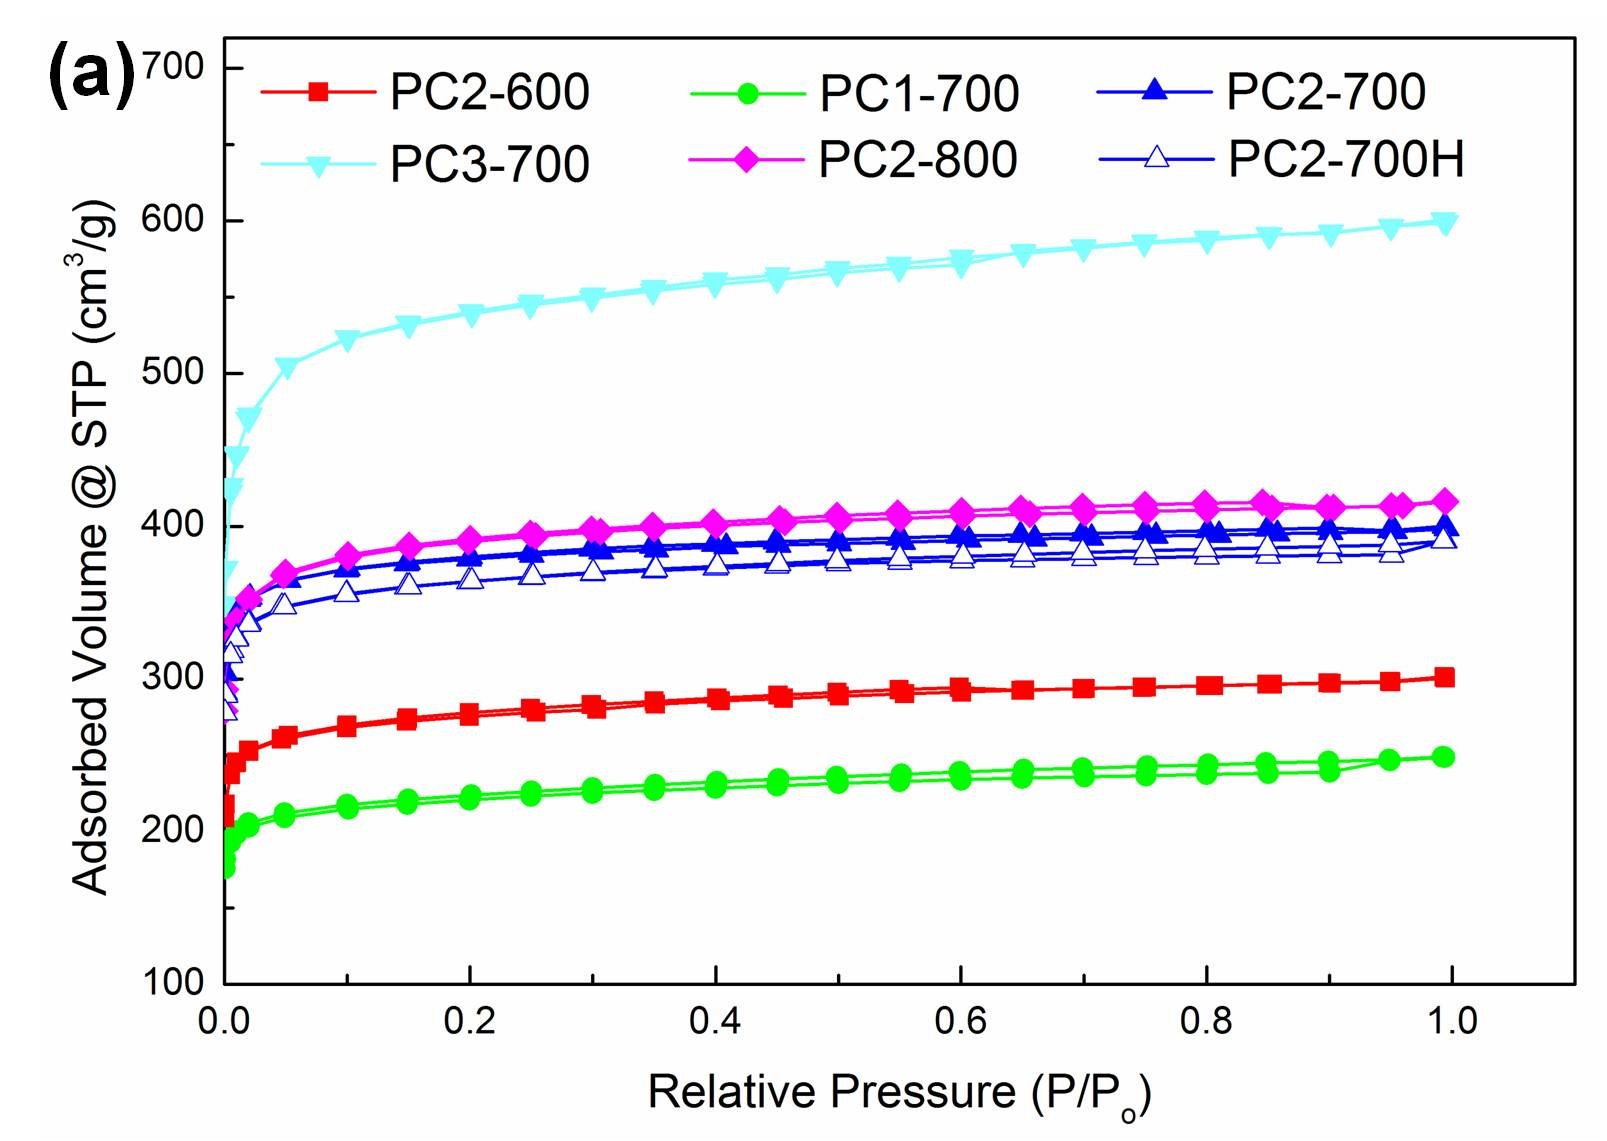 (a)
700
600
500
400
300
200
100
Adsorbed Volume @ STP (cm³/g)
PC2-600 PC1-700 PC2-700
PC3-700 PC2-800 PC2-700H
0.0 0.2 0.4 0.6 0.8 1.0
Relative Pressure (P/Pₒ)